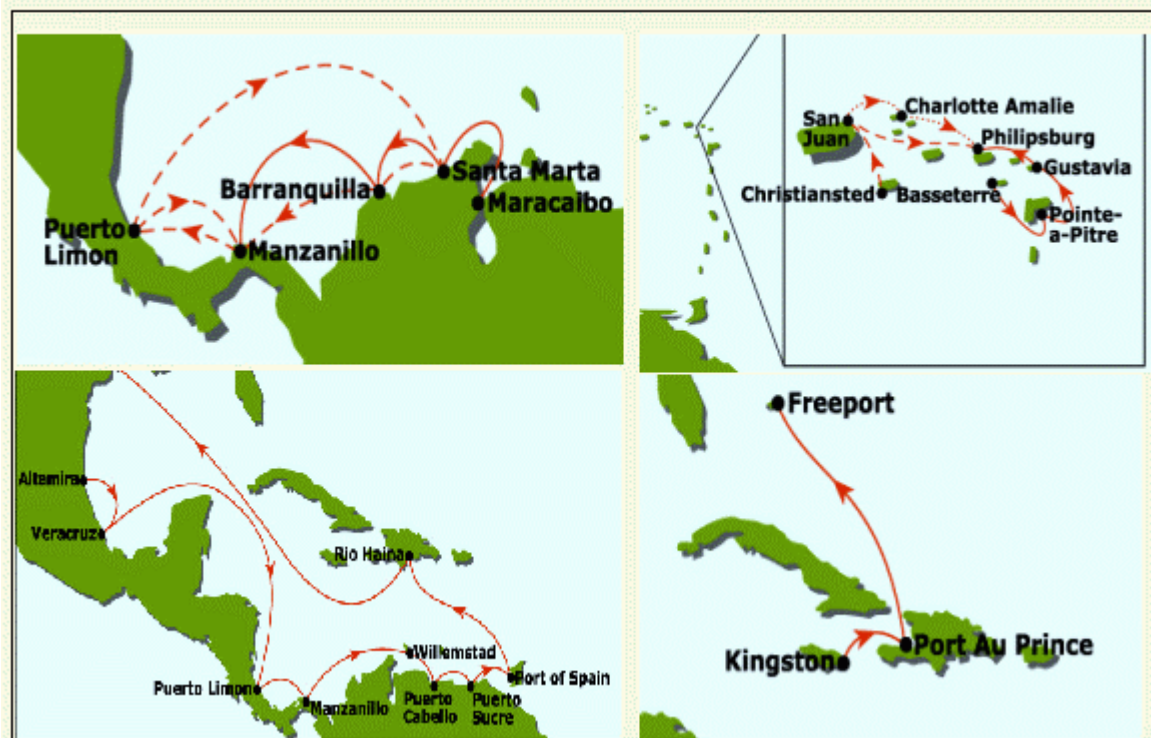 Santa Marta
Barranquilla
Maracaibo
Puerto
Limon
Manzanillo
San
Juan
Charlotte Amalie
Philipsburg
Gustavia
Christiansted
Basseterre
Pointe-
a-Pitre
Altemira
Veracruz
Rio Haina
Willemstad
Puerto Limon
Manzanillo
Puerto
Cabello
Puerto
Sucre
Port of Spain
Freeport
Kingston
Port Au Prince